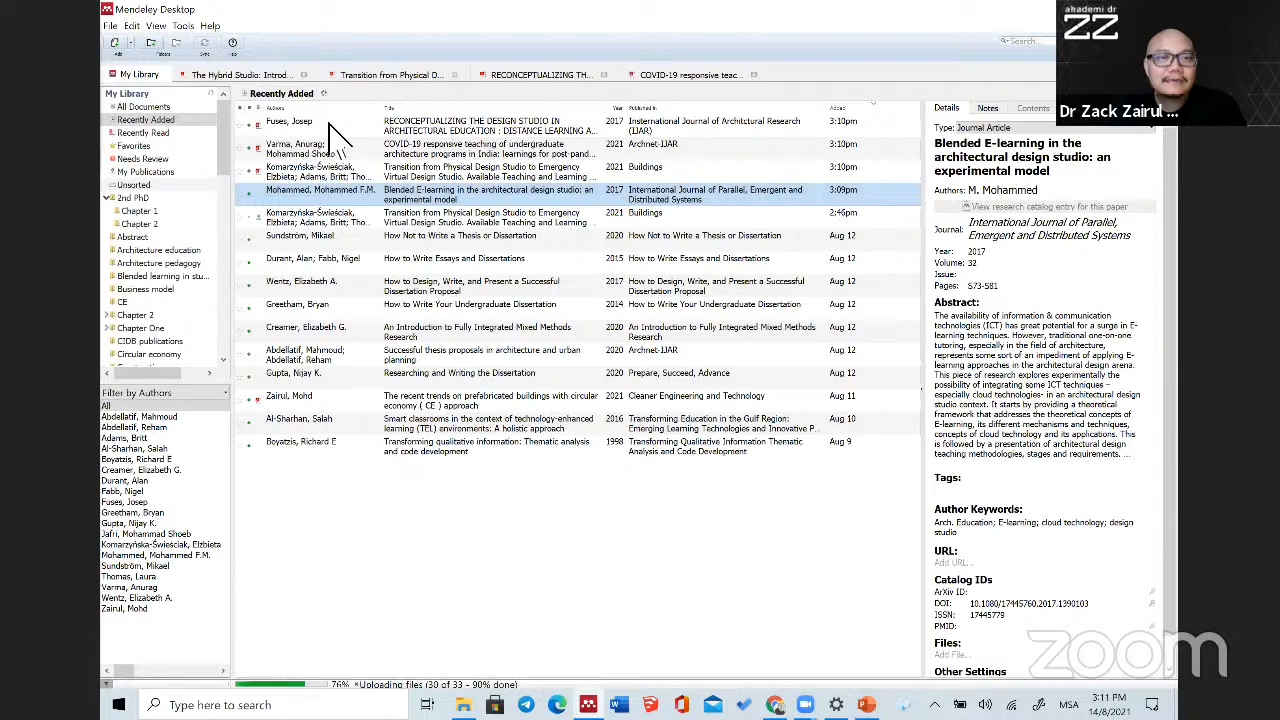 Mendeley Desktop
File Edit View Tools Help
Add Folders Sync Help
Search...
My Library The Hybrid Studio: Introd... Transition from Physical D... RECONCEPTUALIZING TH... COVID-19 responsive teac...
My Library
All Documents
Recently Added
Recently Read
Favorites
Needs Review
My Publications
Unsorted
2nd PhD
Chapter 1
Chapter 2
Abstract
Architecture education
Architecture pedagogy
Blended learning in stu...
Business model
CE
Chapter 2
Chapter One
CIDB publications
Circular economy
Filter by Authors
All
Abdellatif, Mahmoud
Abdellatif, Reham
Adams, Britt
Al-Sharhan, Salah
Boyatzis, Richard E
Creamer, Elizabeth G.
Durant, Alan
Fabb, Nigel
Fuses, Josep
Greetham, Bryan
Gupta, Nijay K.
Jafri, Mohammad Shoeb
Komarzyńska-Świeściak, Elżbieta
Mohammed, Mohammed F.M.
Sundström, Mikael
Thomas, Laura
Varma, Anurag
Wentz, Elizabeth A.
Zairul, Mohd
Recently Added
Authors Title Year Published In Added
Fuses, Josep RECONCEPTUALIZING THE DESIGN STUDIO IN 2017 International Journal of Architctural Research 3:10pm
ARCHITECTURAL EDUCATION : DISTANCE LEARNING A... (IJAR)
Varma, Anurag; COVID-19 responsive teaching of undergraduate 2021 Archnet-IJAR 3:10pm
Mohammad Shoeb architecture programs in India: learnings for post-pand...
Komarzyńska-Świeściak, Transition from Physical Design Studio to Emergency 2021 Buildings 3:10pm
Elżbieta; Adams, Britt; Tho... Virtual Design Studio. Available Teaching and Learning ...
Mohammed, Mohammed F.M. Blended E-learning in the architectural design studio: an 2017 International Journal of Parallel, Emergent and 3:09pm
experimental model Distributed Systems
Komarzyńska-Świeściak, Transition from Physical Design Studio to Emergency 2021 Buildings 2:46pm
Elżbieta; Adams, Britt; Tho... Virtual Design Studio. Available Teaching and Learning ...
Sundström, Mikael How Not to Write a Thesis or Dissertation 2020 How Not to Write a Thesis or Dissertation Aug 12
Durant, Alan; Fabb, Nigel How to Write Essays and Dissertations 2015 How to Write Essays and Dissertations Aug 12
Wentz, Elizabeth A. How to Design, Write, and Present a Successful 2017 How to Design, Write, and Present a Successful Aug 12
Dissertation Proposal Dissertation Proposal
Greetham, Bryan How to Write Your Undergraduate Dissertation 2014 How to Write Your Undergraduate Dissertation Aug 12
Creamer, Elizabeth G. An Introduction to Fully Integrated Mixed Methods 2020 An Introduction to Fully Integrated Mixed Methods Aug 12
Research Research
Abdellatif, Mahmoud; Successful thesis proposals in architecture and urban 2020 Archnet-IJAR Aug 12
Abdellatif, Reham planning
Gupta, Nijay K. Researching and Writing the Dissertation 2020 Prepare, Succeed, Advance Aug 12
Zairul, Mohd The recent trends on prefabricated buildings with circular 2021 Cleaner Engineering and Technology Aug 11
economy ( CE ) approach
Al-Sharhan, Salah Smart classrooms in the context of technology-enhanced 2016 Transforming Education in the Gulf Region: Aug 10
learning (TEL) environments: A holistic approach Emerging Learning Technologies and Innovative P...
Boyatzis, Richard E Transforming qualitative information: Thematic analysis 1998 Transforming Qualitative Information Thematic Aug 9
and code development Analysis and Code Development
Details Notes Contents
Type: Journal Article
Blended E-learning in the
architectural design studio: an
experimental model
Authors: M. Mohammed
View research catalog entry for this paper
Journal: International Journal of Parallel,
Emergent and Distributed Systems
Year: 2017
Volume: 32
Issue:
Pages: S73-S81
Abstract:
The availability of information & communication
technologies (ICT) has great potential for a surge in E-
learning techniques. However, traditional one-on-one
tutoring, especially in the field of architecture,
represents some sort of an impediment of applying E-
learning approaches in the architectural design arena.
This piece of research explores experimentally the
possibility of integrating some ICT techniques –
especially cloud technologies- in an architectural
design studio context. It starts by providing a theoretical
framework that addresses the theoretical concepts of
E-learning, its different mechanisms and techniques,
concepts of cloud technology and its applications. This
is followed by a presentation of architectural design
teaching methodologies, stages and requirements. ...
Tags:
Author Keywords:
Arch. Education; E-learning; cloud technology; design
studio
URL:
Add URL...
Catalog IDs
ArXiv ID:
DOI: 10.1080/17445760.2017.1390103
ISSN: 17445779
PMID:
Files:
Add File...
Other Settings
76% Uploading files (30 of 33 - 90% done)
Type here to search
MSA
3:11 PM
14/8/2021
akademi dr
ZZ
Dr Zack Zairul ...
zoom